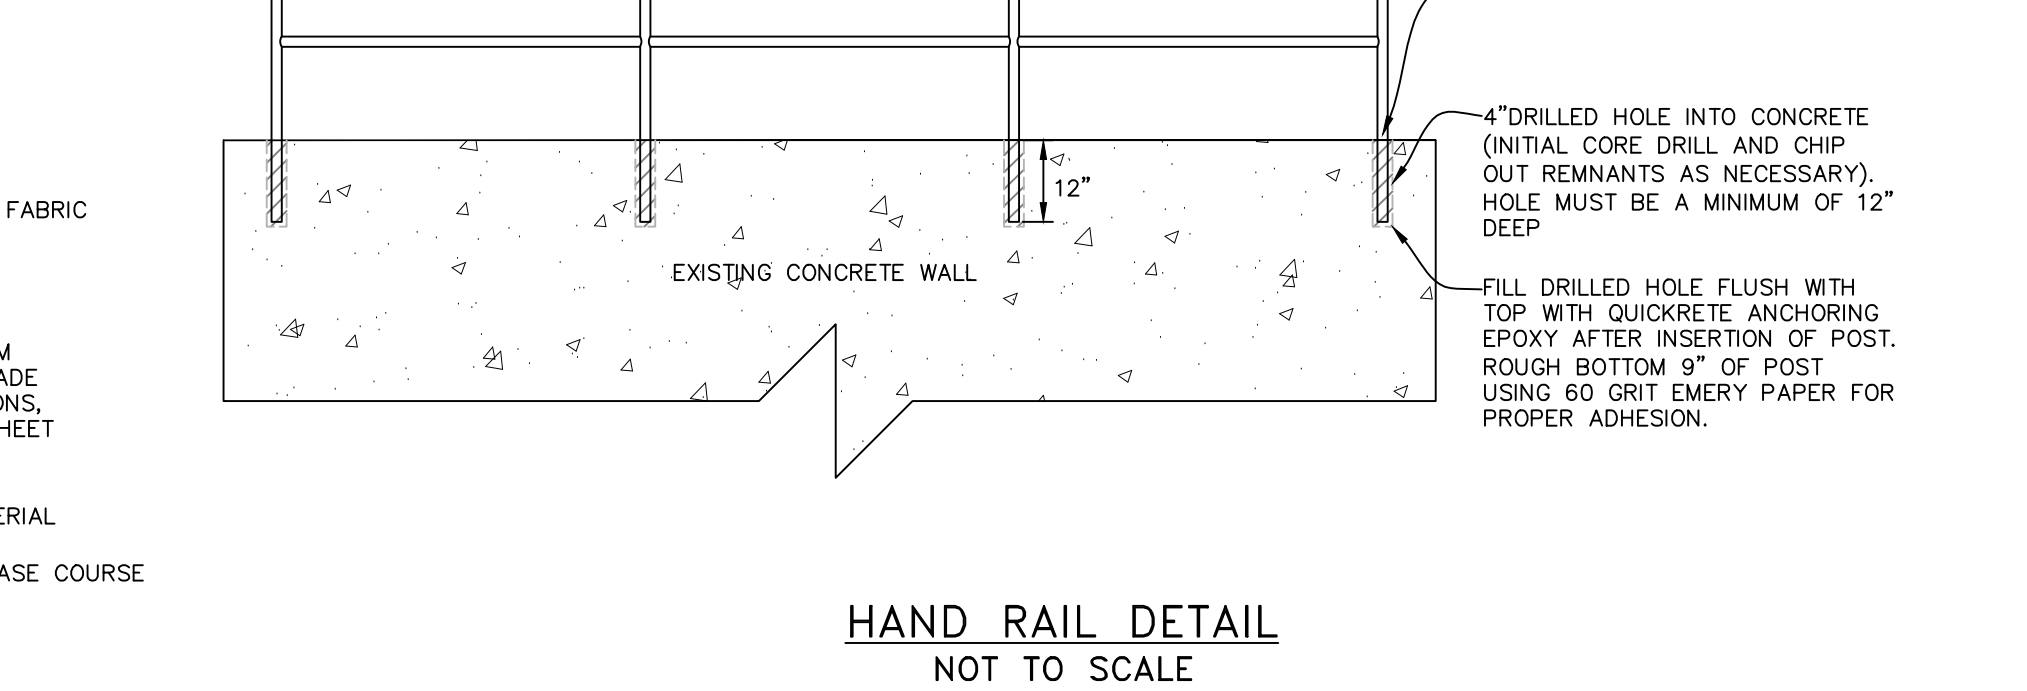 FABRIC
M
ADE
ONS,
HEET
ERIAL
ASE COURSE
12”
EXISTING CONCRETE WALL
4”DRILLED HOLE INTO CONCRETE
(INITIAL CORE DRILL AND CHIP
OUT REMNANTS AS NECESSARY).
HOLE MUST BE A MINIMUM OF 12”
DEEP
FILL DRILLED HOLE FLUSH WITH
TOP WITH QUICKRETE ANCHORING
EPOXY AFTER INSERTION OF POST.
ROUGH BOTTOM 9” OF POST
USING 60 GRIT EMERY PAPER FOR
PROPER ADHESION.
HAND RAIL DETAIL
NOT TO SCALE